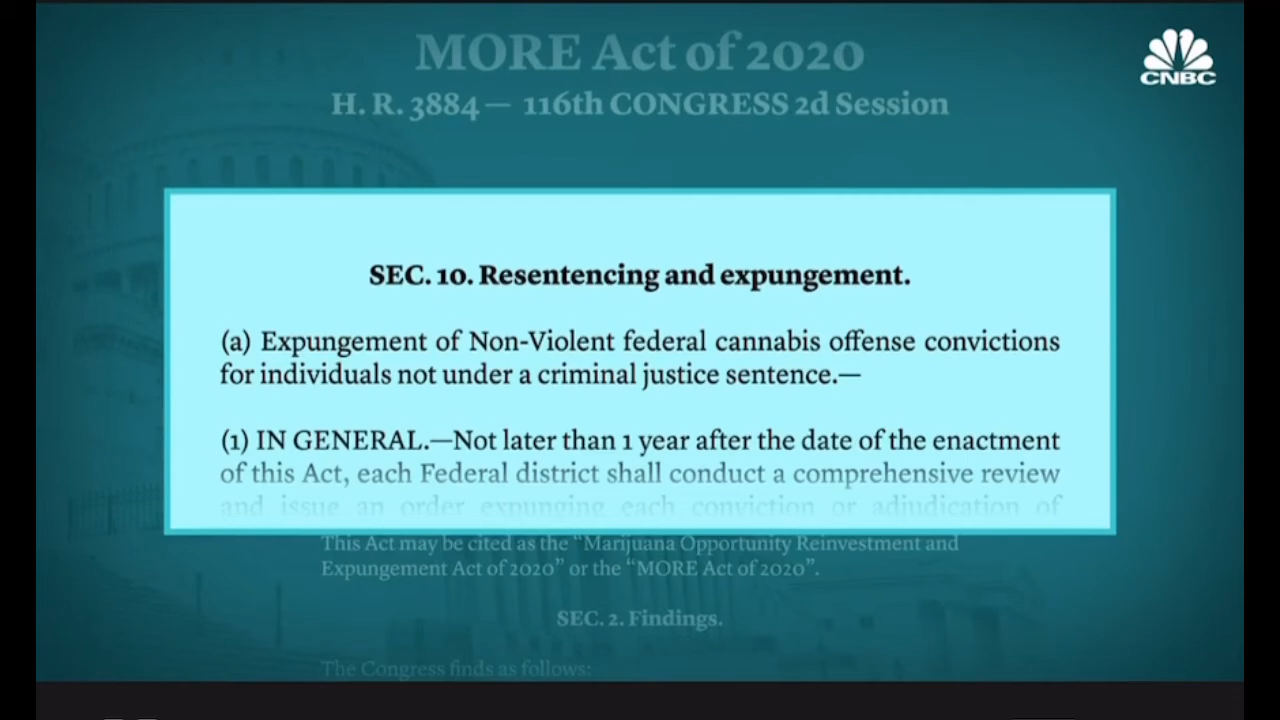 MORE Act of 2020
H. R. 3884 — 116th CONGRESS 2d Session
CNBC
SEC. 10. Resentencing and expungement.
(a) Expungement of Non-Violent federal cannabis offense convictions
for individuals not under a criminal justice sentence.—
(1) IN GENERAL.—Not later than 1 year after the date of the enactment
of this Act, each Federal district shall conduct a comprehensive review
and issue an order expunging each conviction or adjudication of
This Act may be cited as the “Marijuana Opportunity Reinvestment and
Expungement Act of 2020” or the “MORE Act of 2020”.
SEC. 2. Findings.
The Congress finds as follows: